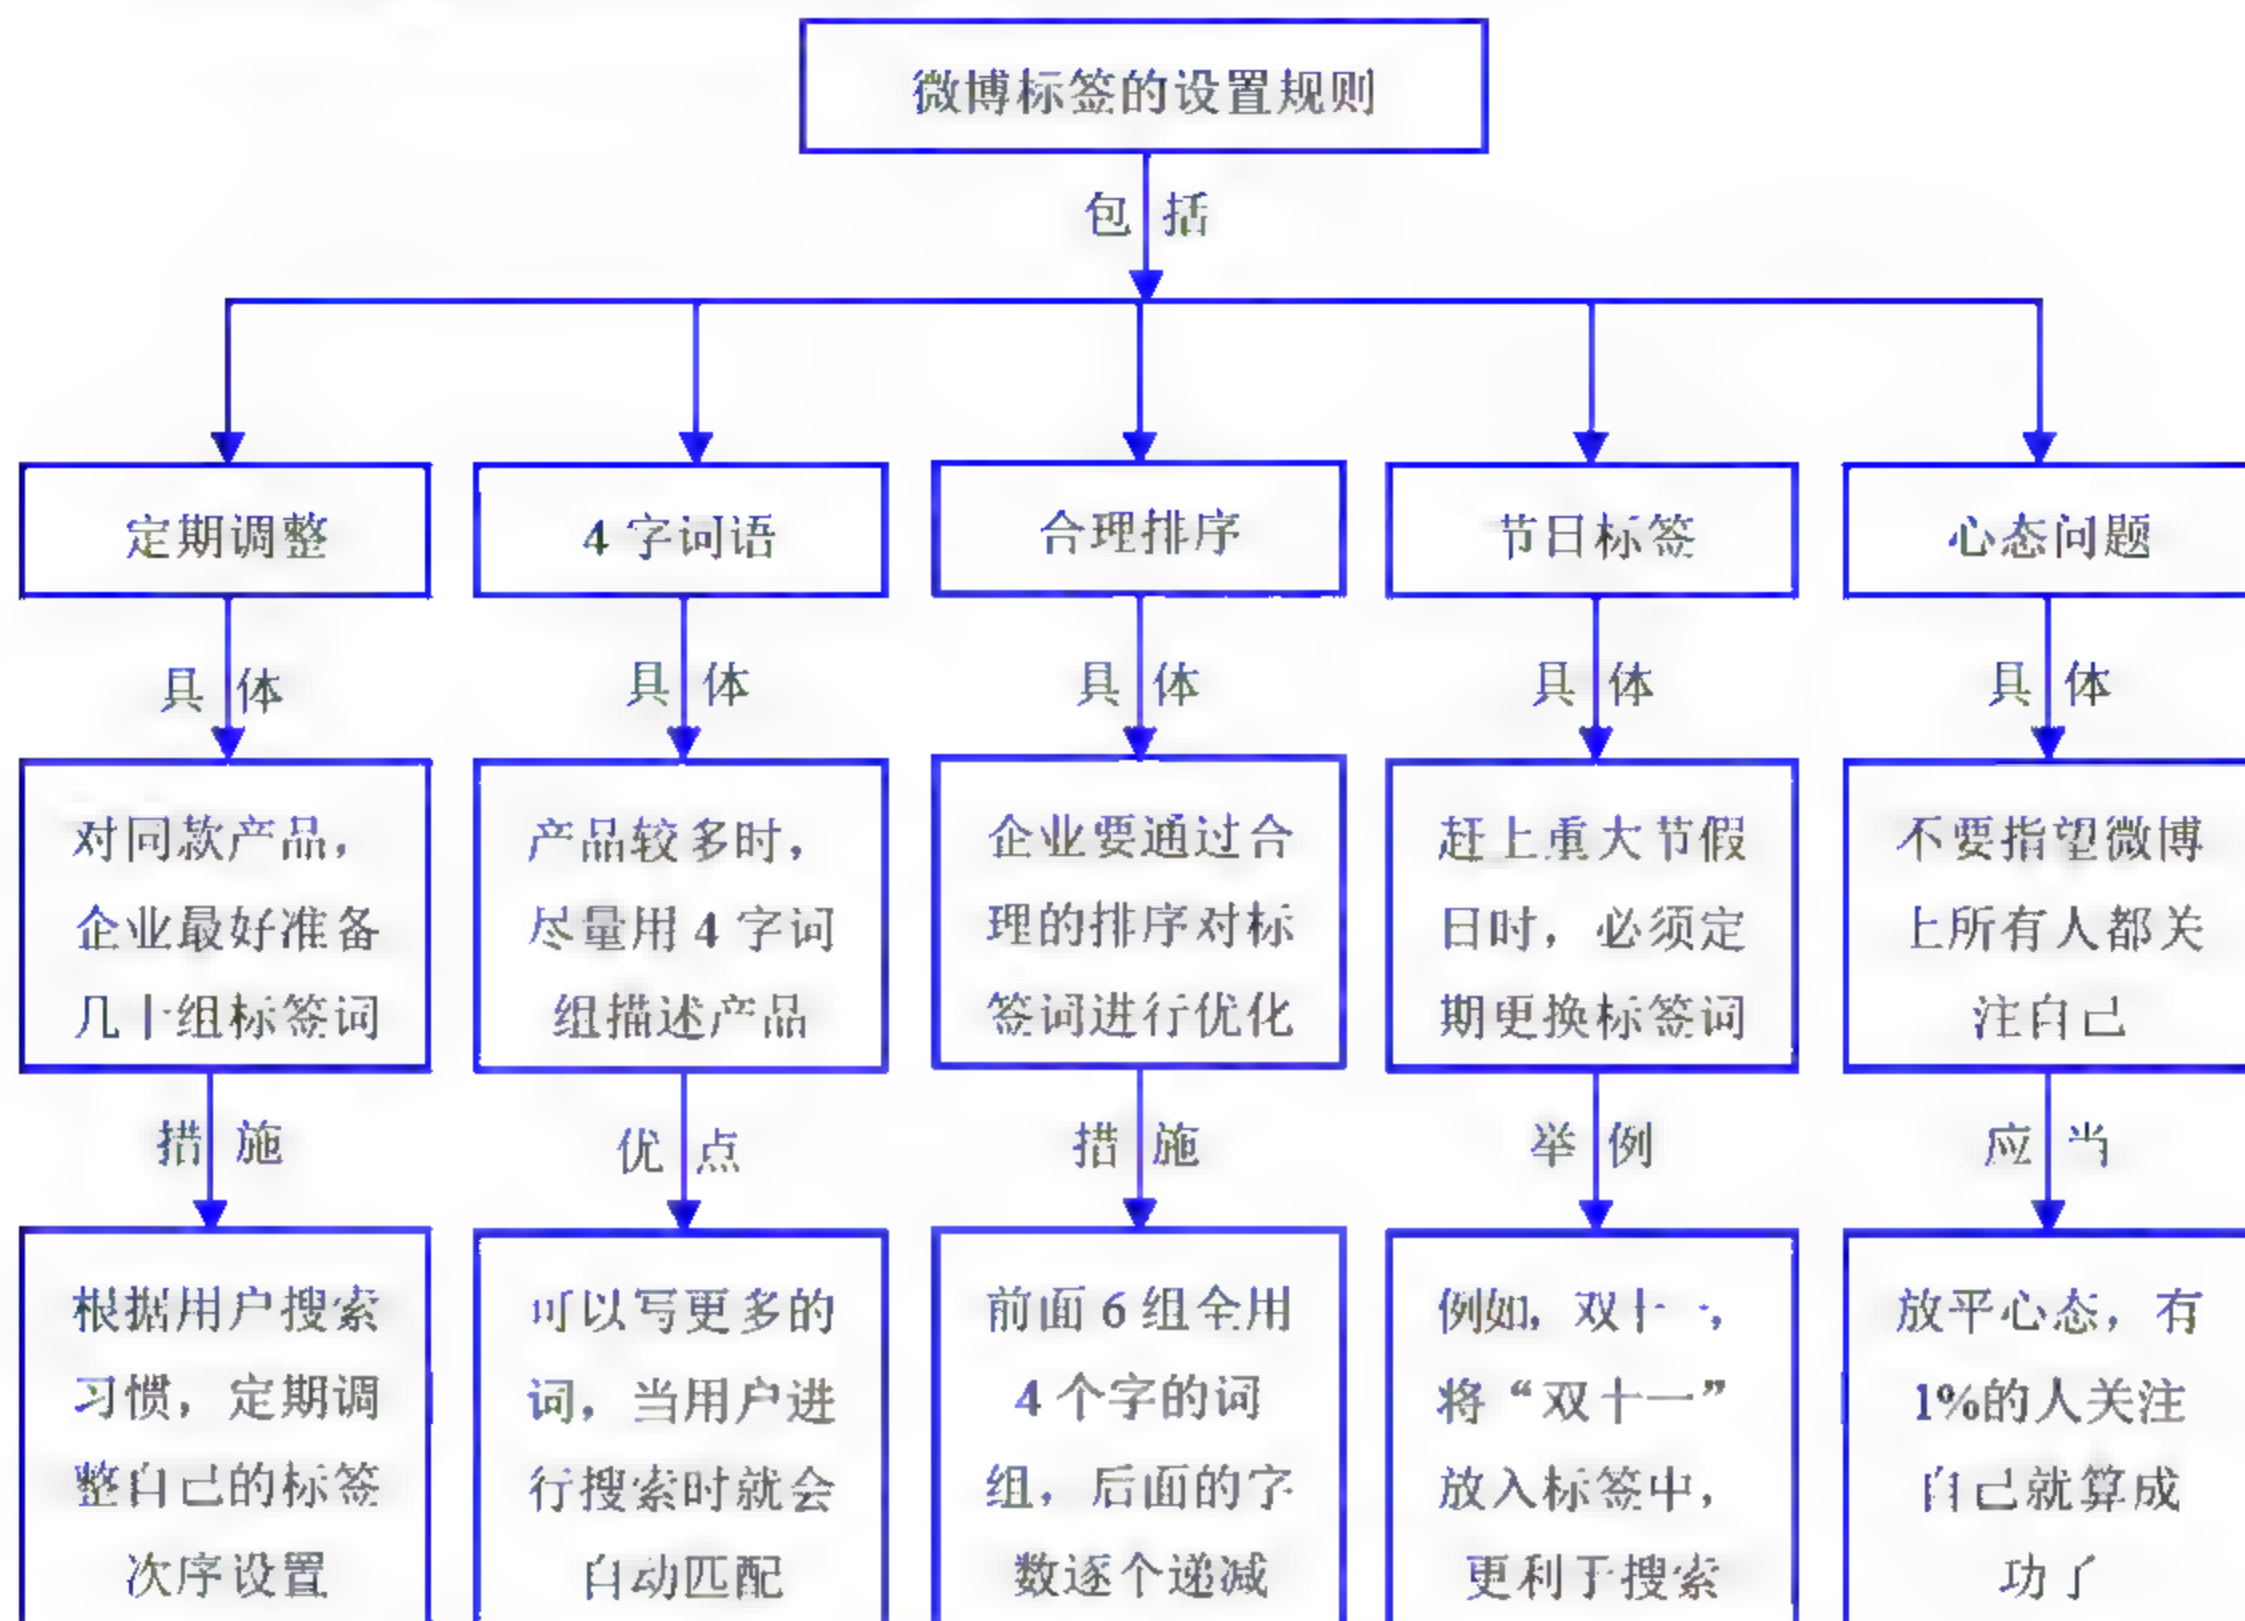 微博标签的设置规则
包括
定期调整
4字词语
合理排序
节日标签
心态问题
具体
具体
具体
具体
具体
对同款产品，
企业最好准备
几十组标签词
产品较多时，
尽量用4字词
组描述产品
企业要通过合
理的排序对标
签词进行优化
赶上重大节假
日时，必须定
期更换标签词
不要指望微博
上所有人都关
注自己
措施
优点
措施
举例
应当
根据用户搜索
习惯，定期调
整自己的标签
次序设置
可以写更多的
词，当用户进
行搜索时就会
自动匹配
前面6组全用
4个字的词
组，后面的字
数逐个递减
例如，双十一，
将“双十一”
放入标签中，
更利于搜索
放平心态，有
1%的人关注
自己就算成
功了